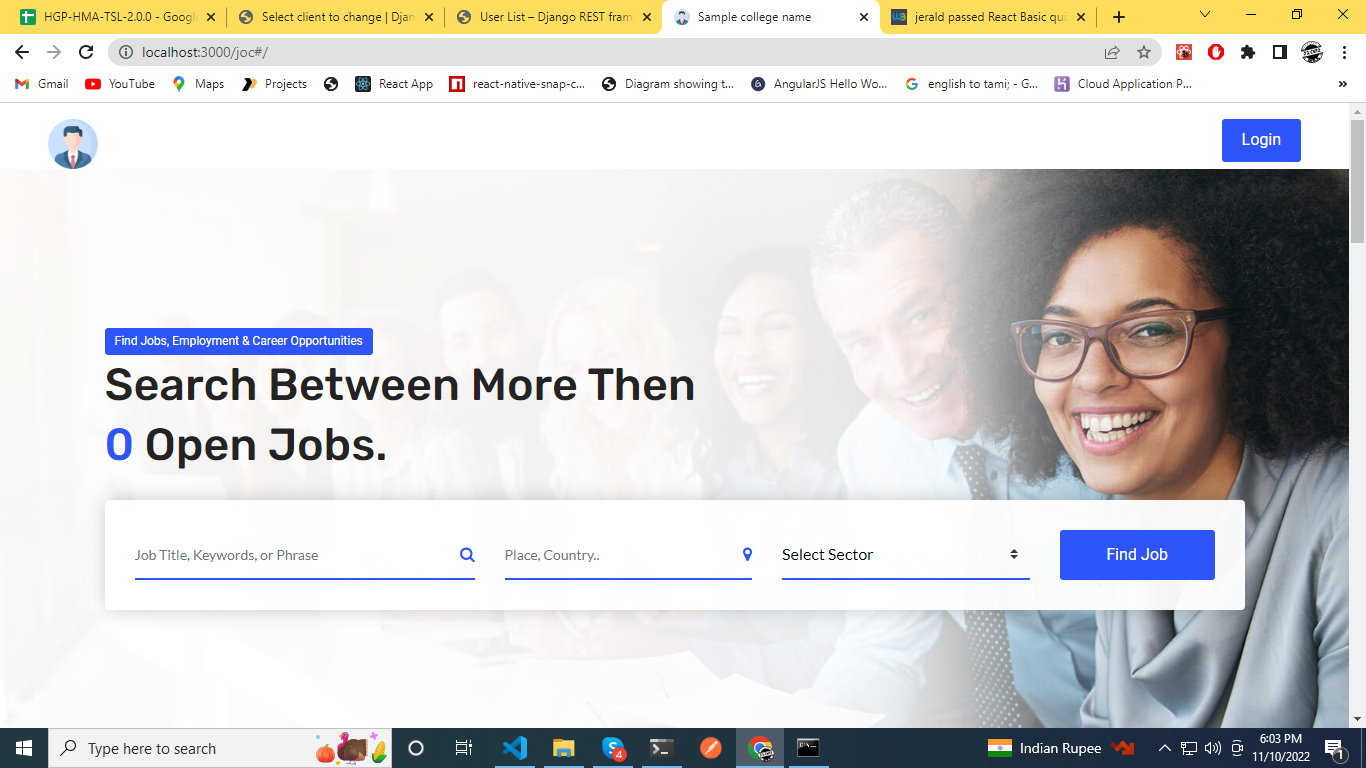 HGP-HMA-TSL-2.0.0 - Googl
Select client to change | Djan
User List – Django REST fram
Sample college name
jerald passed React Basic qui
localhost:3000/joc#/
Gmail
YouTube
Maps
Projects
React App
react-native-snap-c...
Diagram showing t...
AngularJS Hello Wo...
english to tami; - G...
Cloud Application P...
»
Login
Find Jobs, Employment & Career Opportunities
Search Between More Then
0 Open Jobs.
Job Title, Keywords, or Phrase
Place, Country..
Select Sector
Find Job
Type here to search
4
Indian Rupee
6:03 PM
11/10/2022
1